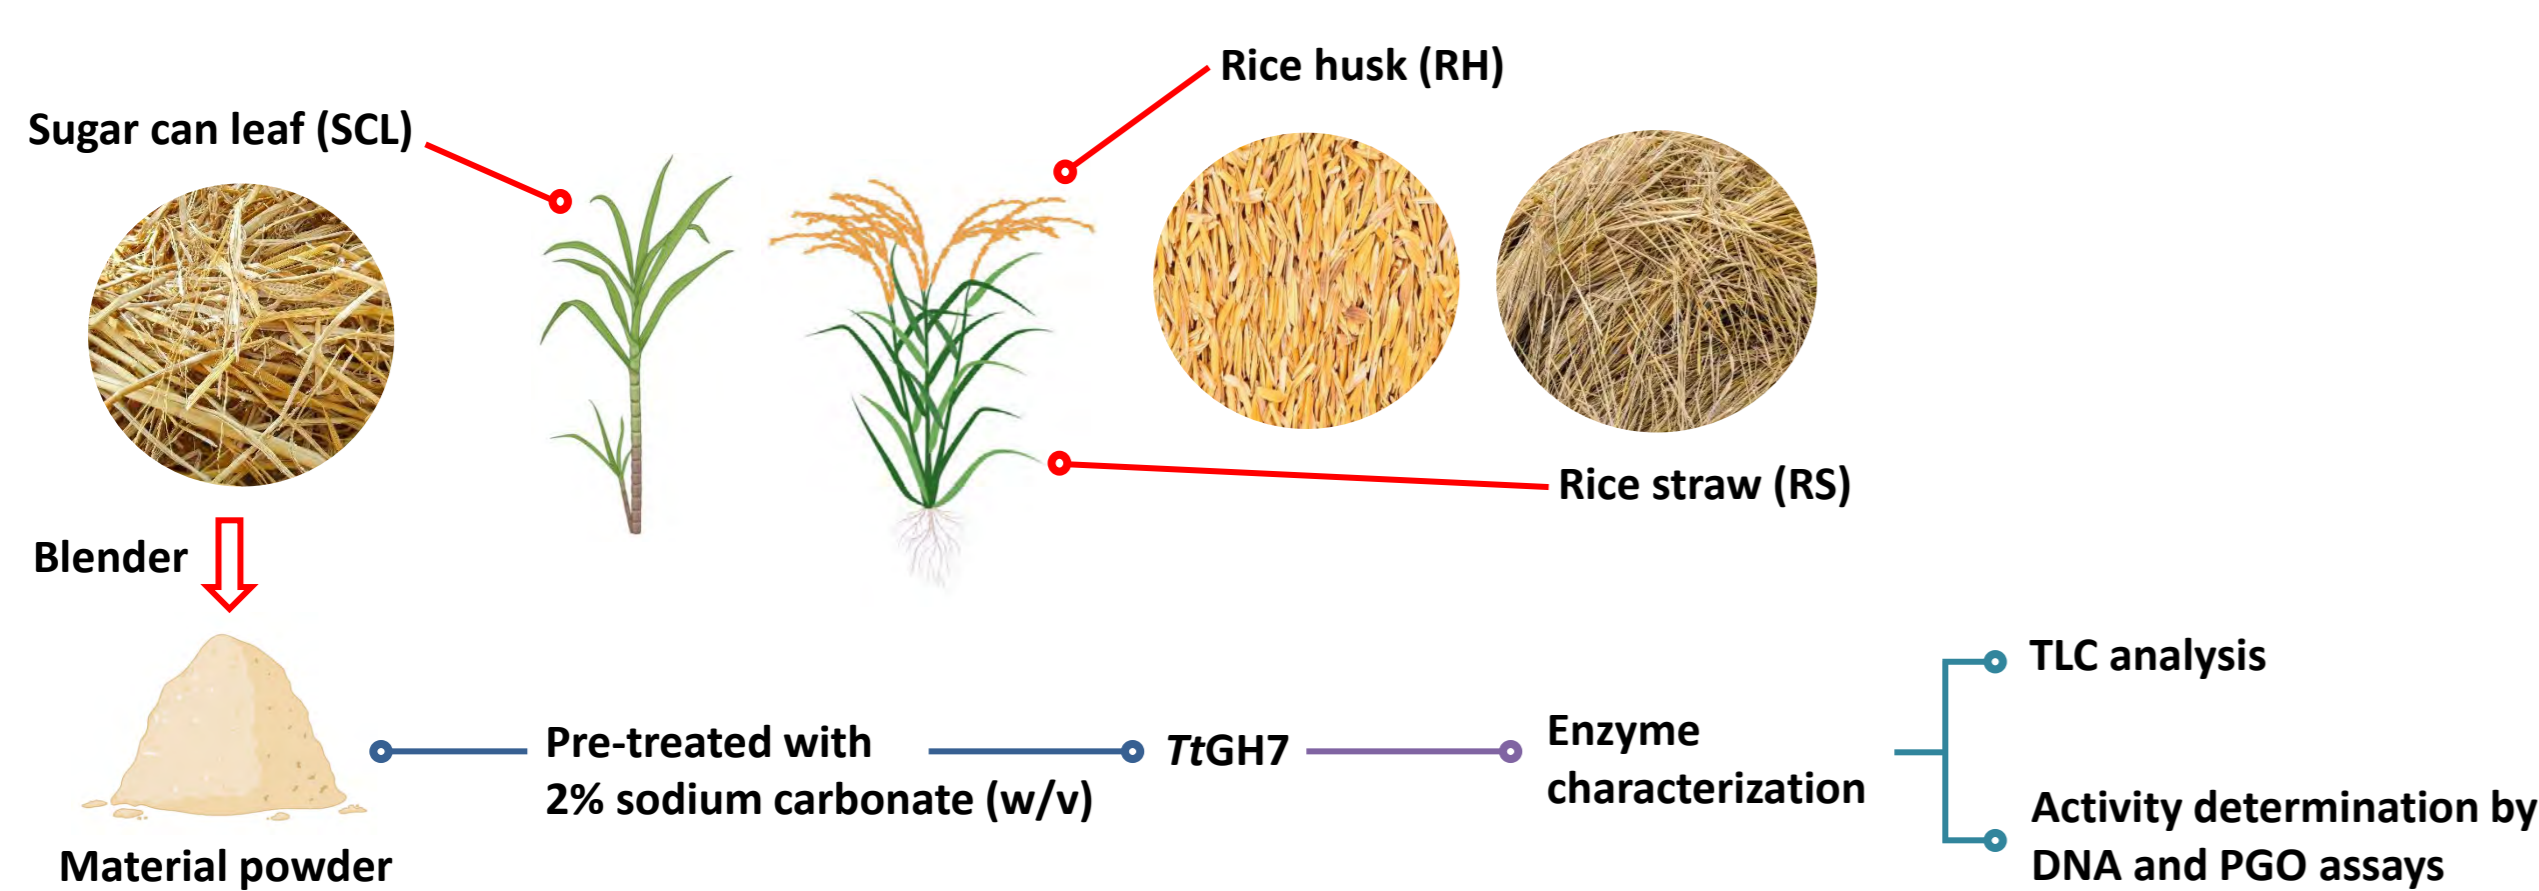 Rice husk (RH)
Sugar can leaf (SCL)
Rice straw (RS)
Blender
Material powder
Pre-treated with
2% sodium carbonate (w/v)
TtGH7
Enzyme
characterization
TLC analysis
Activity determination by
DNA and PGO assays